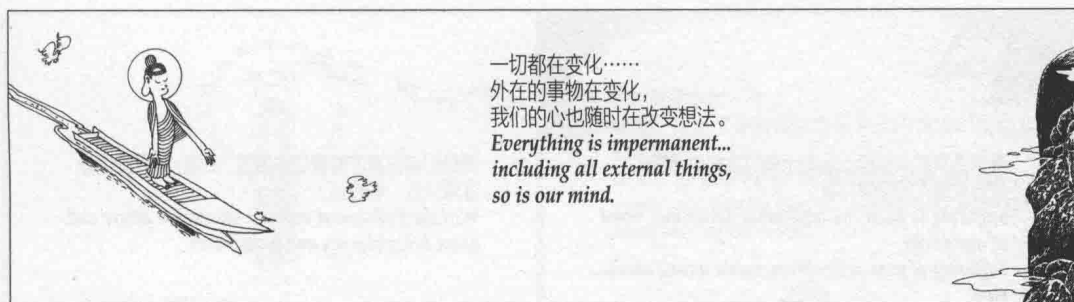 一切都在变化……
外在的事物在变化，
我们的心也随时在改变想法。
Everything is impermanent...
including all external things,
so is our mind.